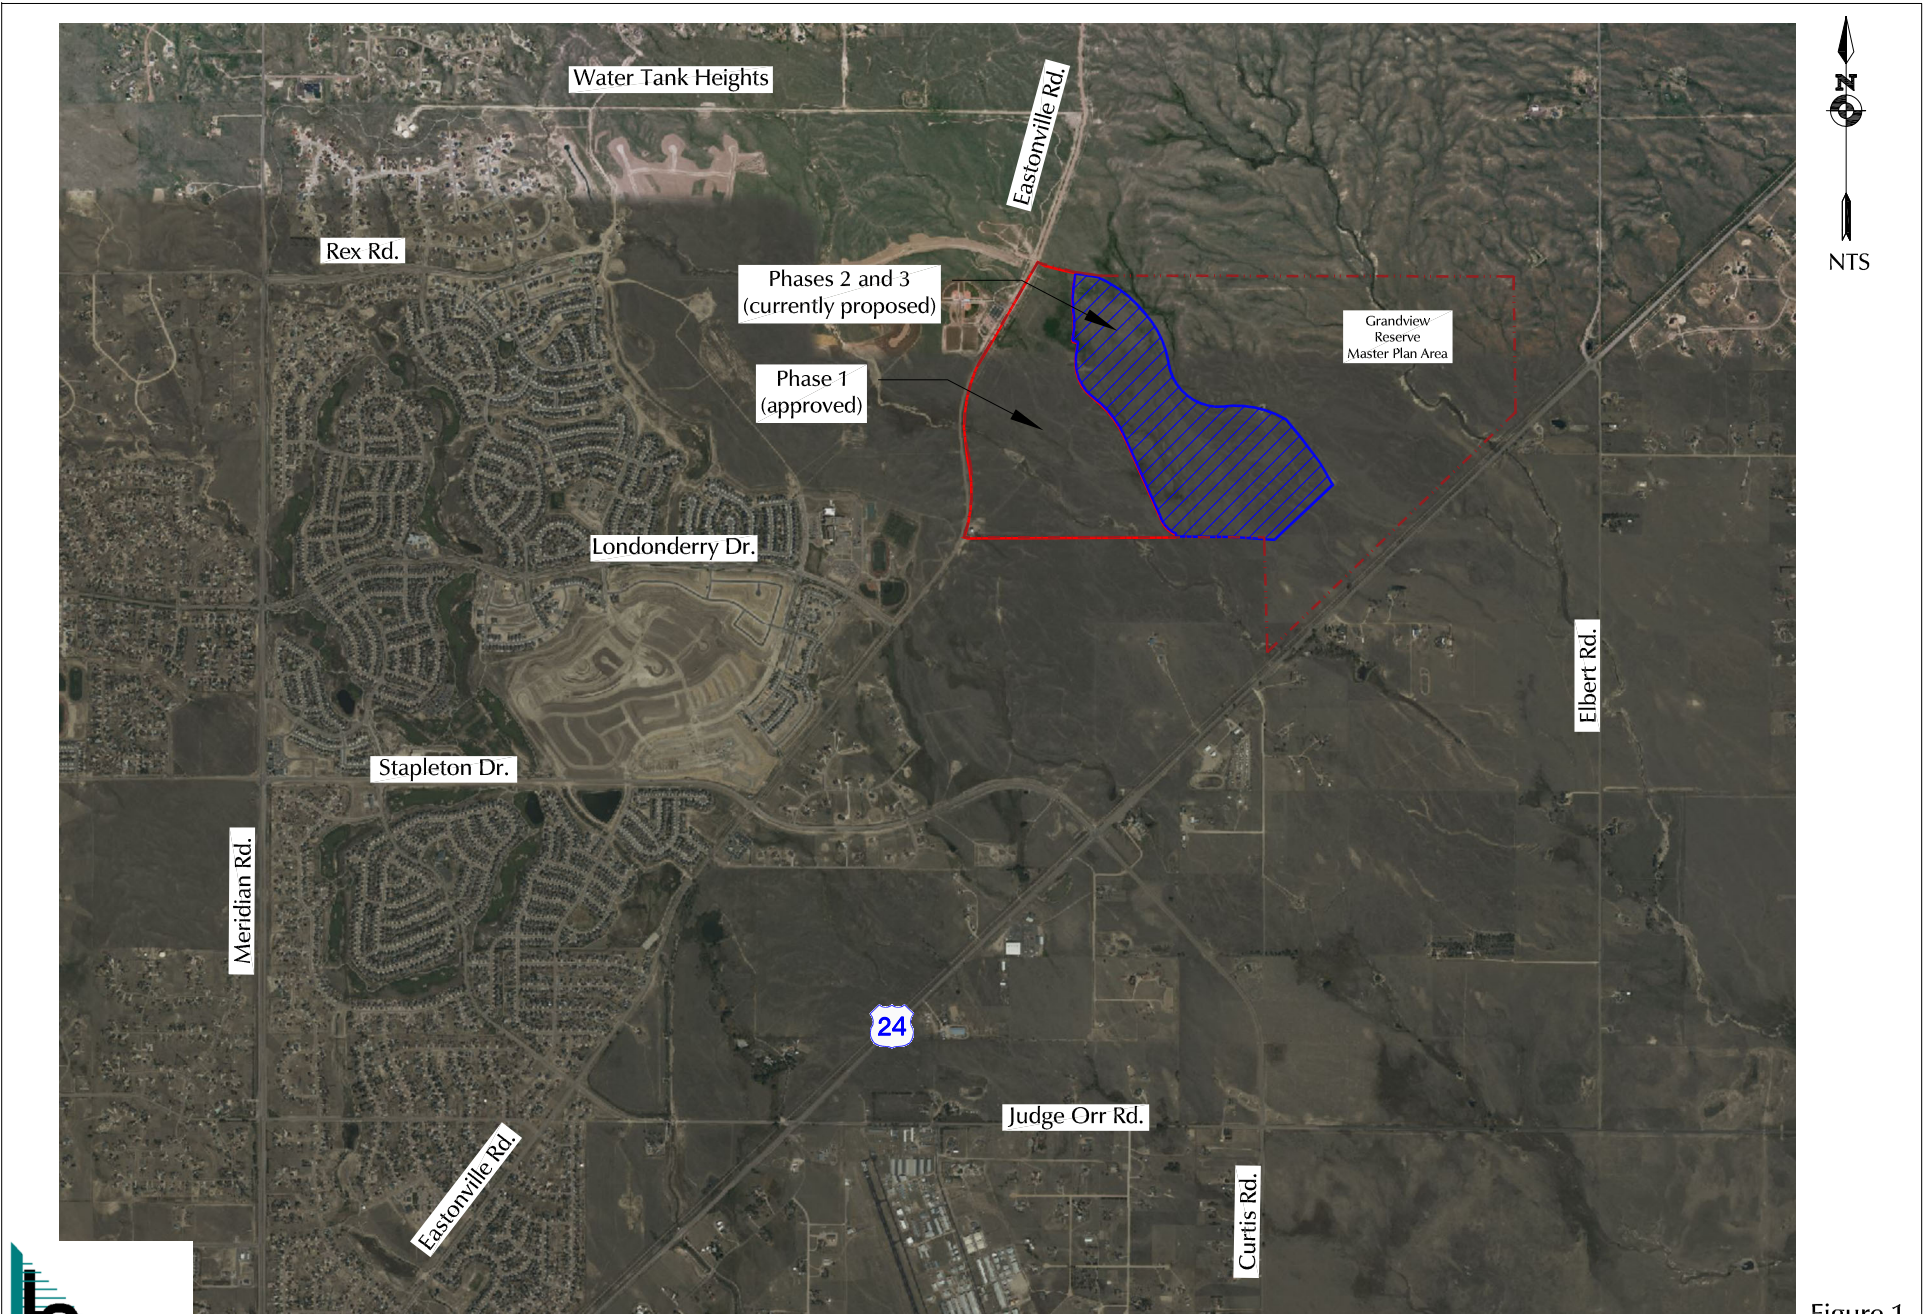 Water Tank Heights
Eastonville Rd.
N
NTS
Rex Rd.
Phases 2 and 3
(currently proposed)
Grandview
Reserve
Master Plan Area
Phase 1
(approved)
Londonderry Dr.
Elbert Rd.
Stapleton Dr.
Meridian Rd.
24
Judge Orr Rd.
Eastonville Rd.
Curtis Rd.
Figure 1